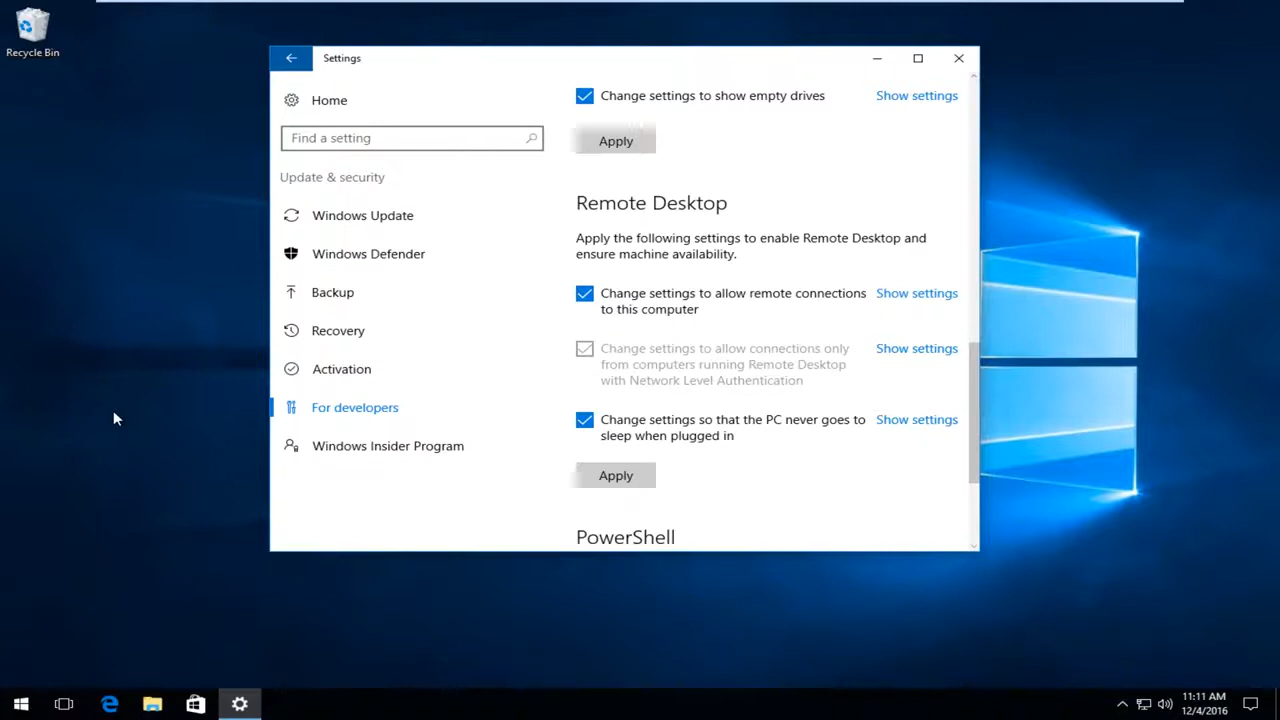 Recycle Bin
Settings
Home
Find a setting
Update & security
Windows Update
Windows Defender
Backup
Recovery
Activation
For developers
Windows Insider Program
Change settings to show empty drives
Show settings
Apply
Remote Desktop
Apply the following settings to enable Remote Desktop and
ensure machine availability.
Change settings to allow remote connections
to this computer
Show settings
Change settings to allow connections only
from computers running Remote Desktop
with Network Level Authentication
Show settings
Change settings so that the PC never goes to
sleep when plugged in
Show settings
Apply
PowerShell
11:11 AM
12/4/2016